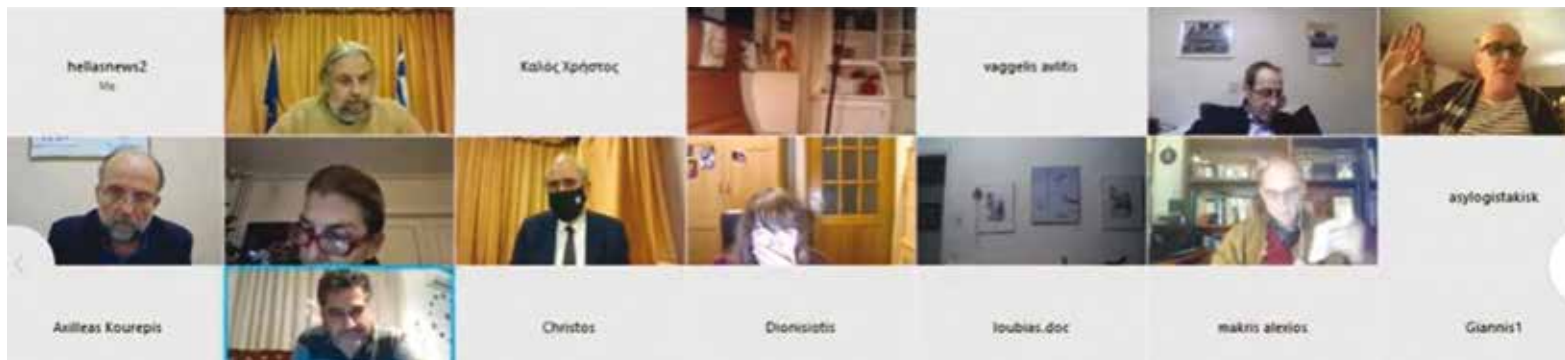 hellasnews2
Me
Καλός Χρήστος
vaggelis avlitis
asylogistakisk
Axilleas Kourepis
Christos
Dionisiotis
loubias.doc
makris alexios
Giannis1